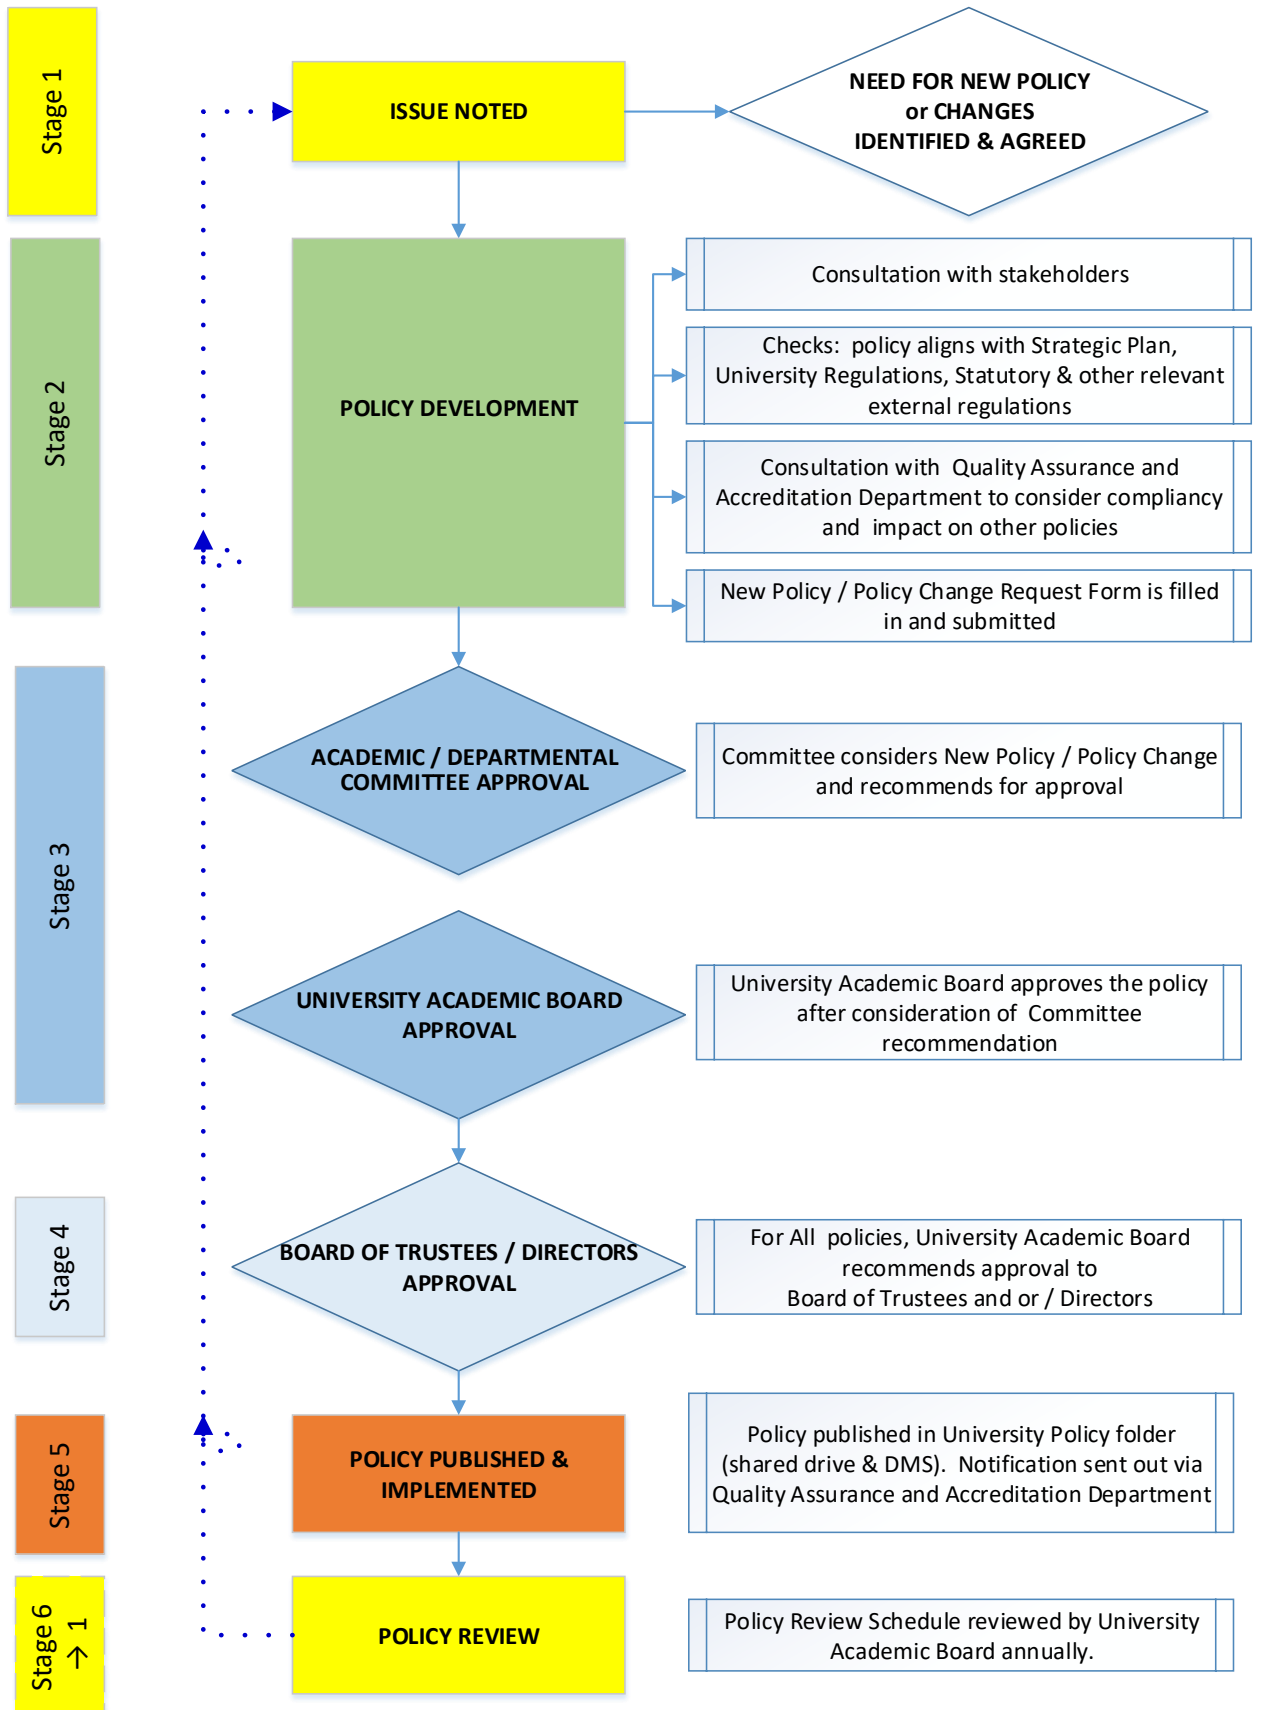 Stage 1
ISSUE NOTED
NEED FOR NEW POLICY
or CHANGES
IDENTIFIED & AGREED
Stage 2
POLICY DEVELOPMENT
Consultation with stakeholders
Checks: policy aligns with Strategic Plan,
University Regulations, Statutory & other relevant
external regulations
Consultation with Quality Assurance and
Accreditation Department to consider compliancy
and impact on other policies
New Policy / Policy Change Request Form is filled
in and submitted
Stage 3
ACADEMIC / DEPARTMENTAL
COMMITTEE APPROVAL
Committee considers New Policy / Policy Change
and recommends for approval
UNIVERSITY ACADEMIC BOARD
APPROVAL
University Academic Board approves the policy
after consideration of Committee
recommendation
Stage 4
BOARD OF TRUSTEES / DIRECTORS
APPROVAL
For All policies, University Academic Board
recommends approval to
Board of Trustees and or / Directors
Stage 5
POLICY PUBLISHED &
IMPLEMENTED
Policy published in University Policy folder
(shared drive & DMS). Notification sent out via
Quality Assurance and Accreditation Department
Stage 6
→ 1
POLICY REVIEW
Policy Review Schedule reviewed by University
Academic Board annually.